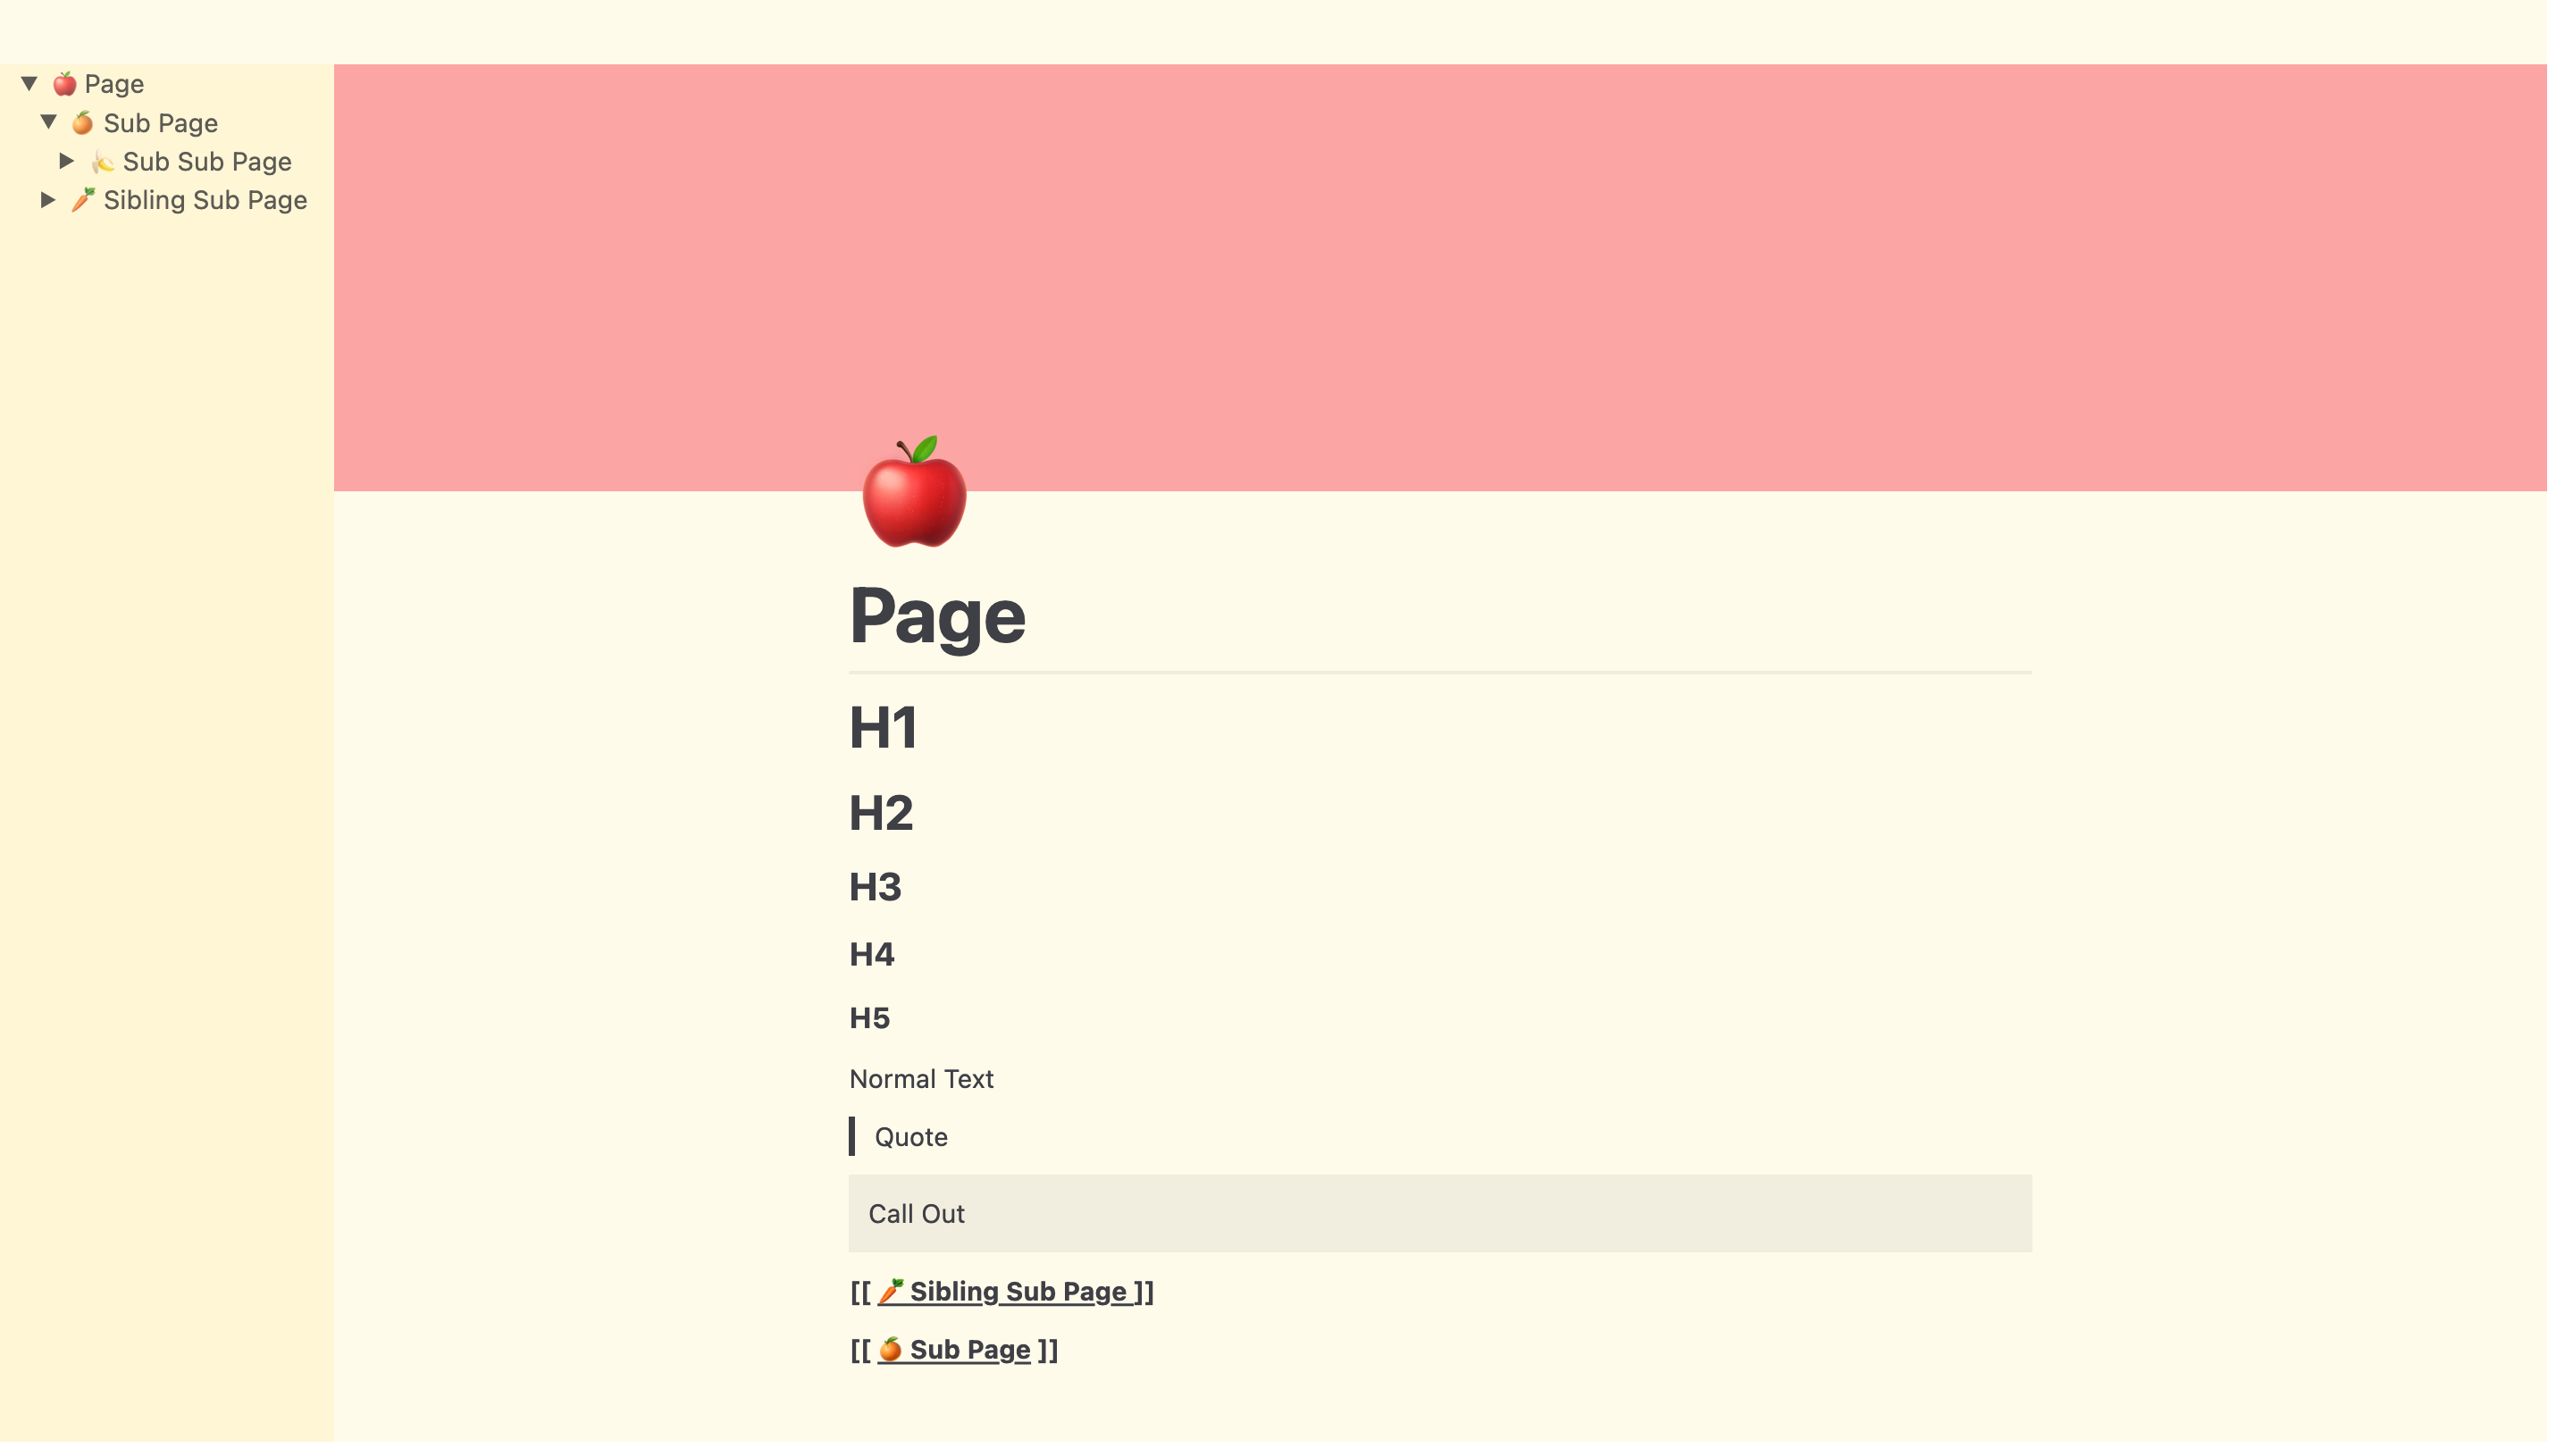 Page
Sub Page
Sub Sub Page
Sibling Sub Page
Page
H1
H2
H3
H4
H5
Normal Text
Quote
Call Out
[[ 🥕 Sibling Sub Page ]]
[[ 🍊 Sub Page ]]